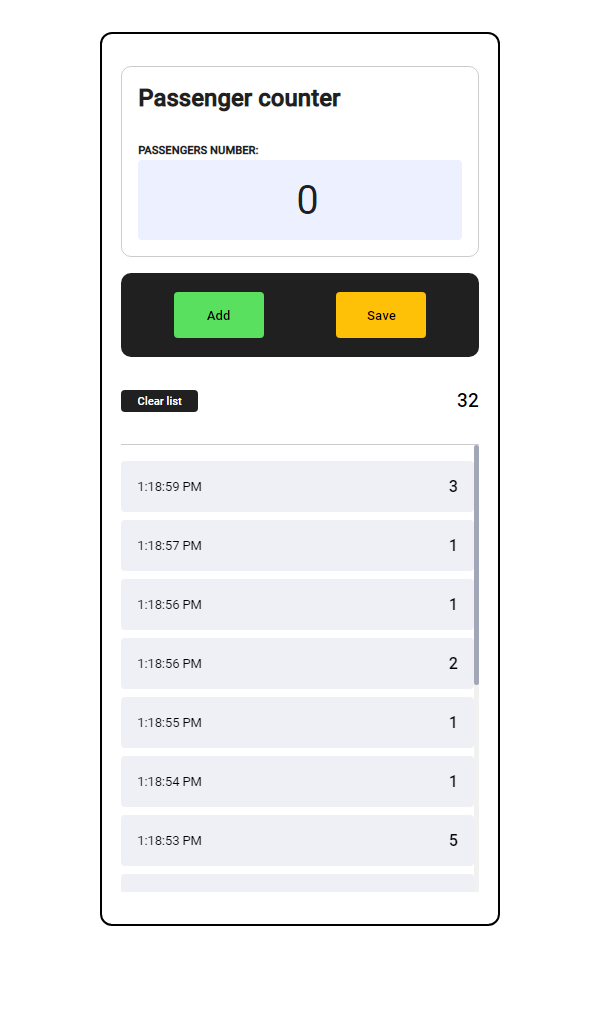 Passenger counter
PASSENGERS NUMBER:
0
Add Save
Clear list 32
1:18:59 PM 3
1:18:57 PM 1
1:18:56 PM 1
1:18:56 PM 2
1:18:55 PM 1
1:18:54 PM 1
1:18:53 PM 5